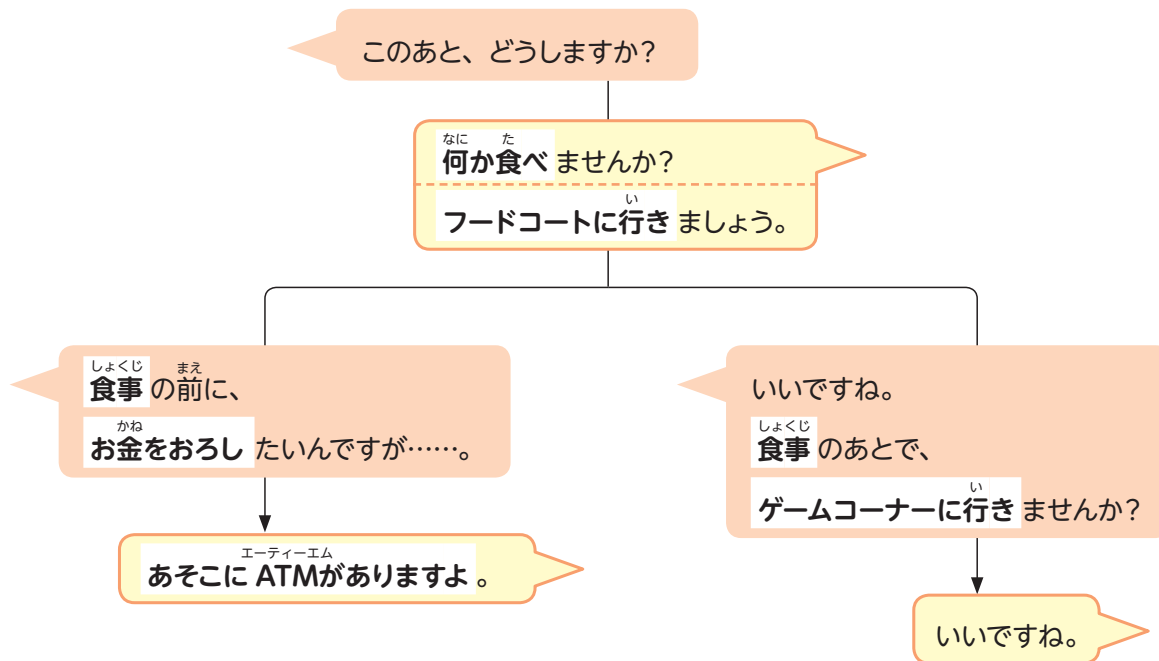 このあと、どうしますか？
なに た
何か食べませんか？
い
フードコートに行きましょう。
しょくじ まえ
食事の前に、
かね
お金をおろしたいんですが……。
エーティーエム
あそこにATMがありますよ。
いいですね。
しょくじ
食事のあとで、
い
ゲームコーナーに行きませんか？
いいですね。